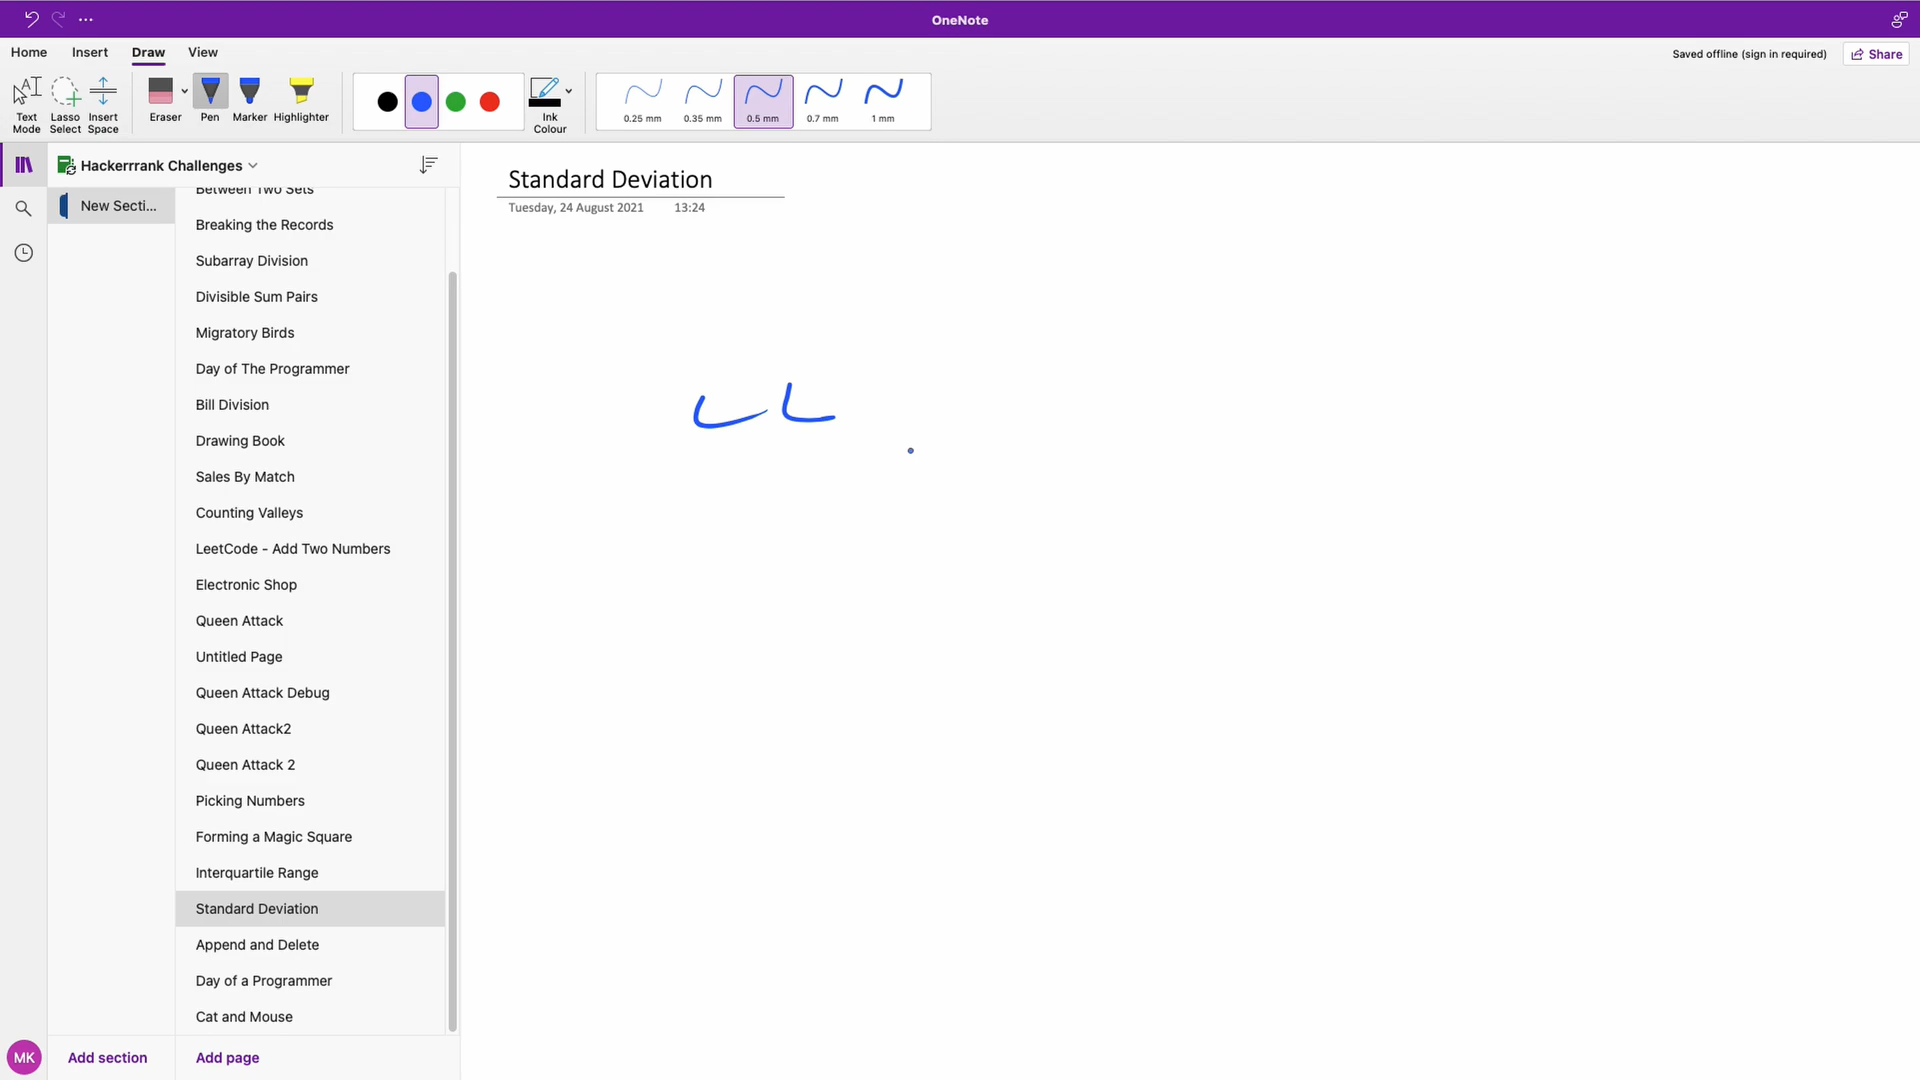 OneNote
Home Insert Draw View
Saved offline (sign in required) Share
Text Mode
Lasso Select
Insert Space
Eraser
Pen
Marker
Highlighter
Ink Colour
0.25 mm
0.35 mm
0.5 mm
0.7 mm
1 mm
Hackerrrank Challenges
New Secti...
Between Two Sets
Breaking the Records
Subarray Division
Divisible Sum Pairs
Migratory Birds
Day of The Programmer
Bill Division
Drawing Book
Sales By Match
Counting Valleys
LeetCode - Add Two Numbers
Electronic Shop
Queen Attack
Untitled Page
Queen Attack Debug
Queen Attack2
Queen Attack 2
Picking Numbers
Forming a Magic Square
Interquartile Range
Standard Deviation
Append and Delete
Day of a Programmer
Cat and Mouse
MK
Add section
Add page
Standard Deviation
Tuesday, 24 August 2021 13:24